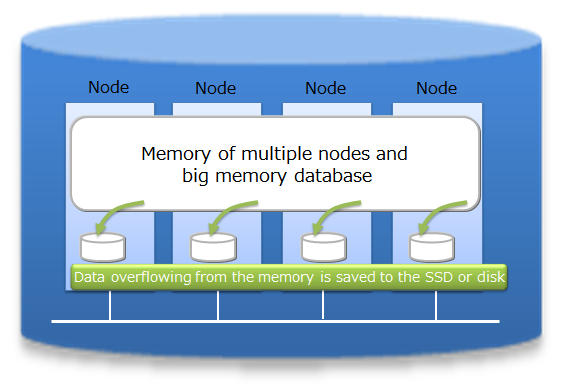 Node Node Node Node
Memory of multiple nodes and
big memory database
Data overflowing from the memory is saved to the SSD or disk